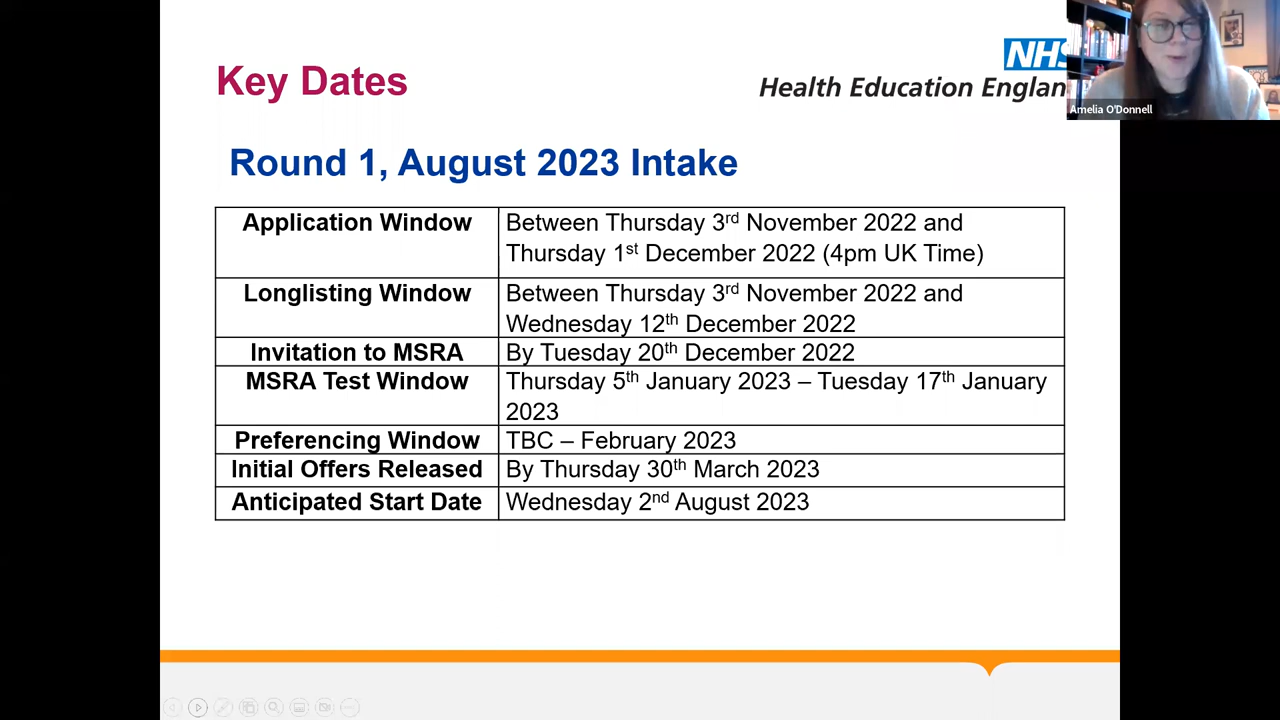 Key Dates
NHS
Health Education Englan
Amelia O'Donnell
Round 1, August 2023 Intake
Application Window
Between Thursday 3rd November 2022 and
Thursday 1st December 2022 (4pm UK Time)
Longlisting Window
Between Thursday 3rd November 2022 and
Wednesday 12th December 2022
Invitation to MSRA
By Tuesday 20th December 2022
MSRA Test Window
Thursday 5th January 2023 – Tuesday 17th January
2023
Preferencing Window
TBC – February 2023
Initial Offers Released
By Thursday 30th March 2023
Anticipated Start Date
Wednesday 2nd August 2023